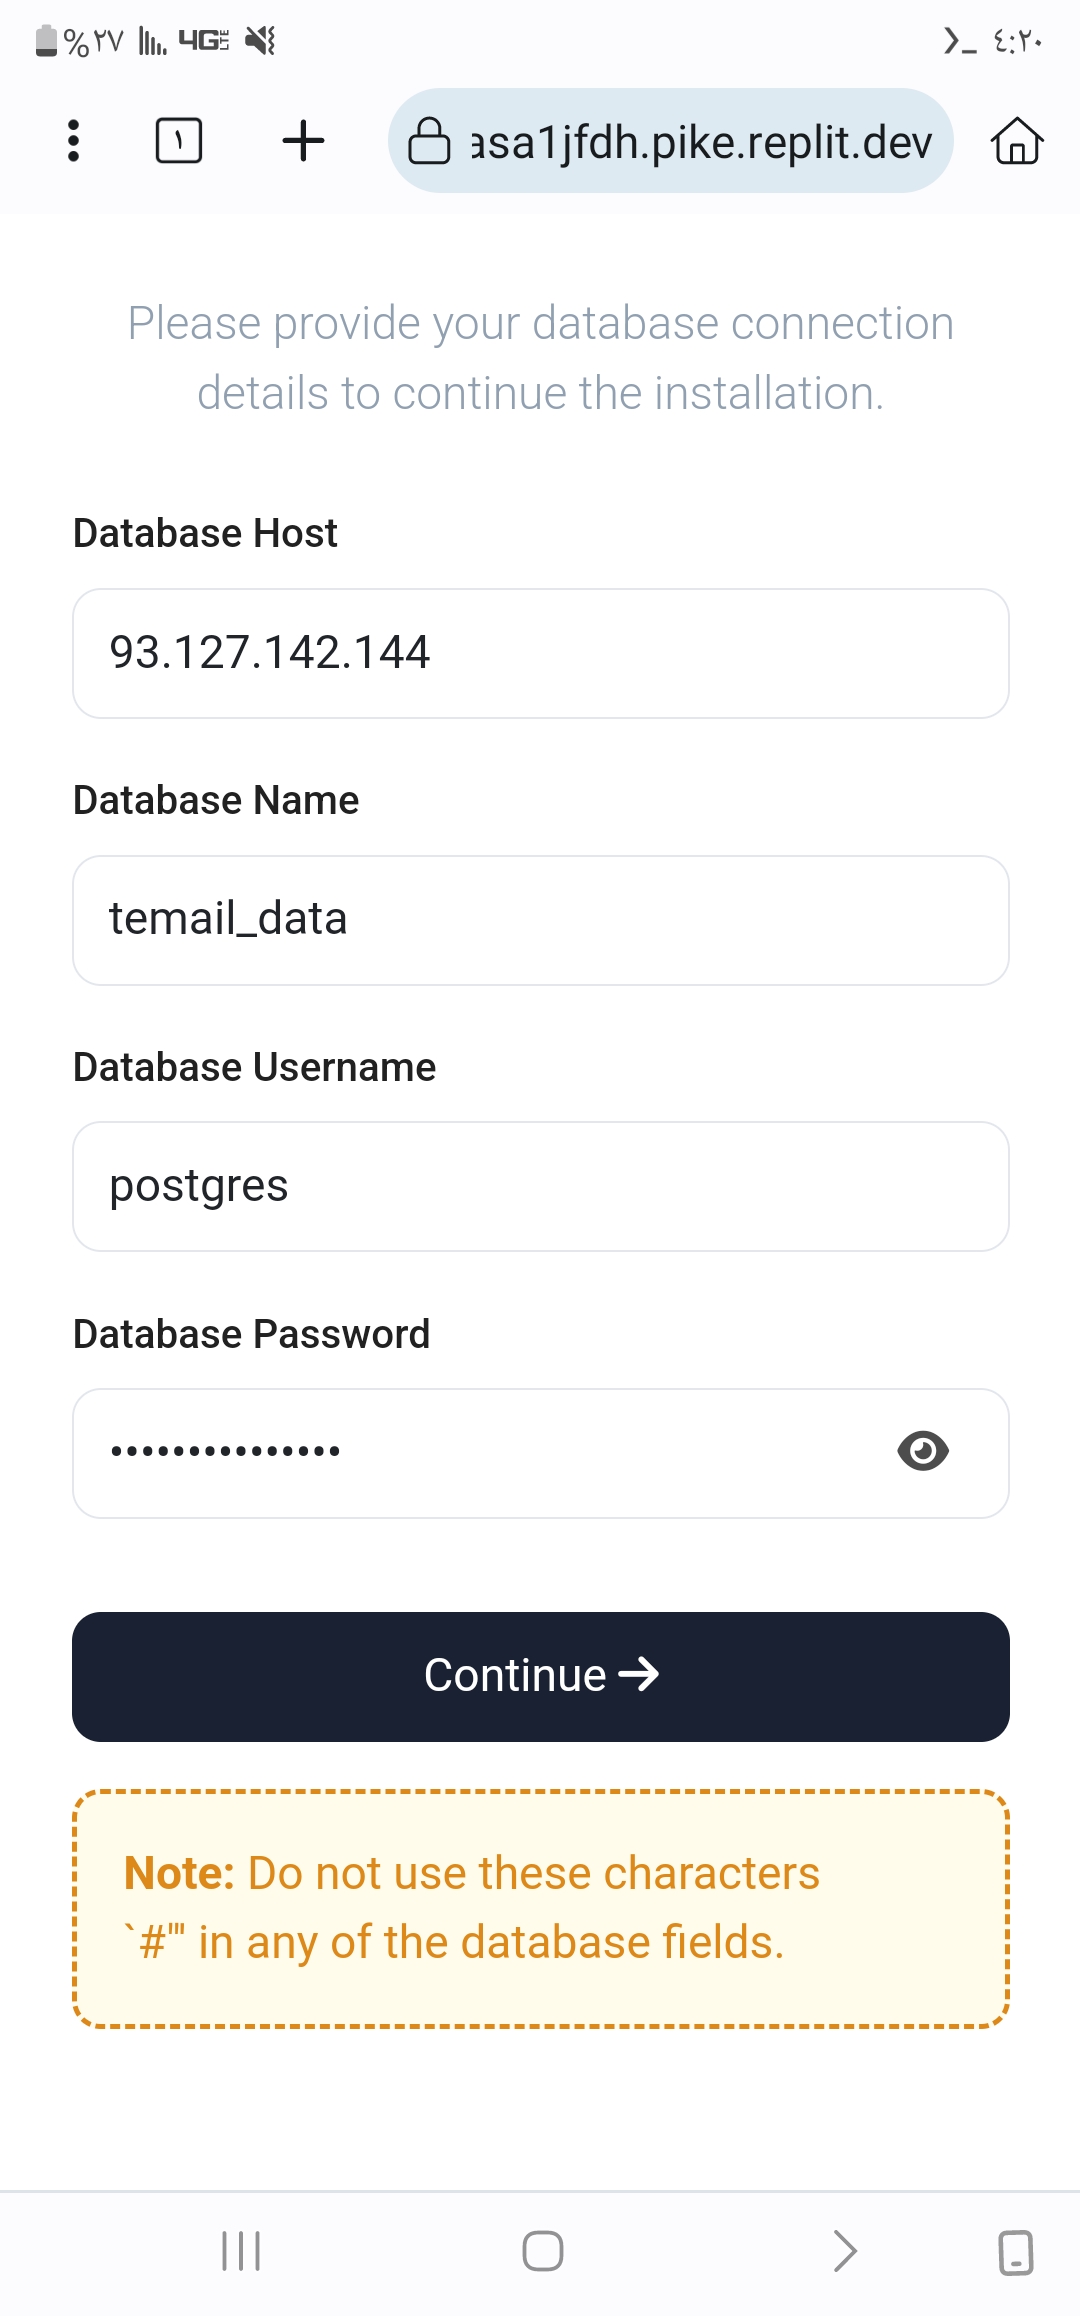 %٢٧ 4G LTE ٤:٢٠
١ asa1jfdh.pike.replit.dev
Please provide your database connection
details to continue the installation.
Database Host
93.127.142.144
Database Name
temail_data
Database Username
postgres
Database Password
•••••••••••••••
Continue →
Note: Do not use these characters
`#'" in any of the database fields.